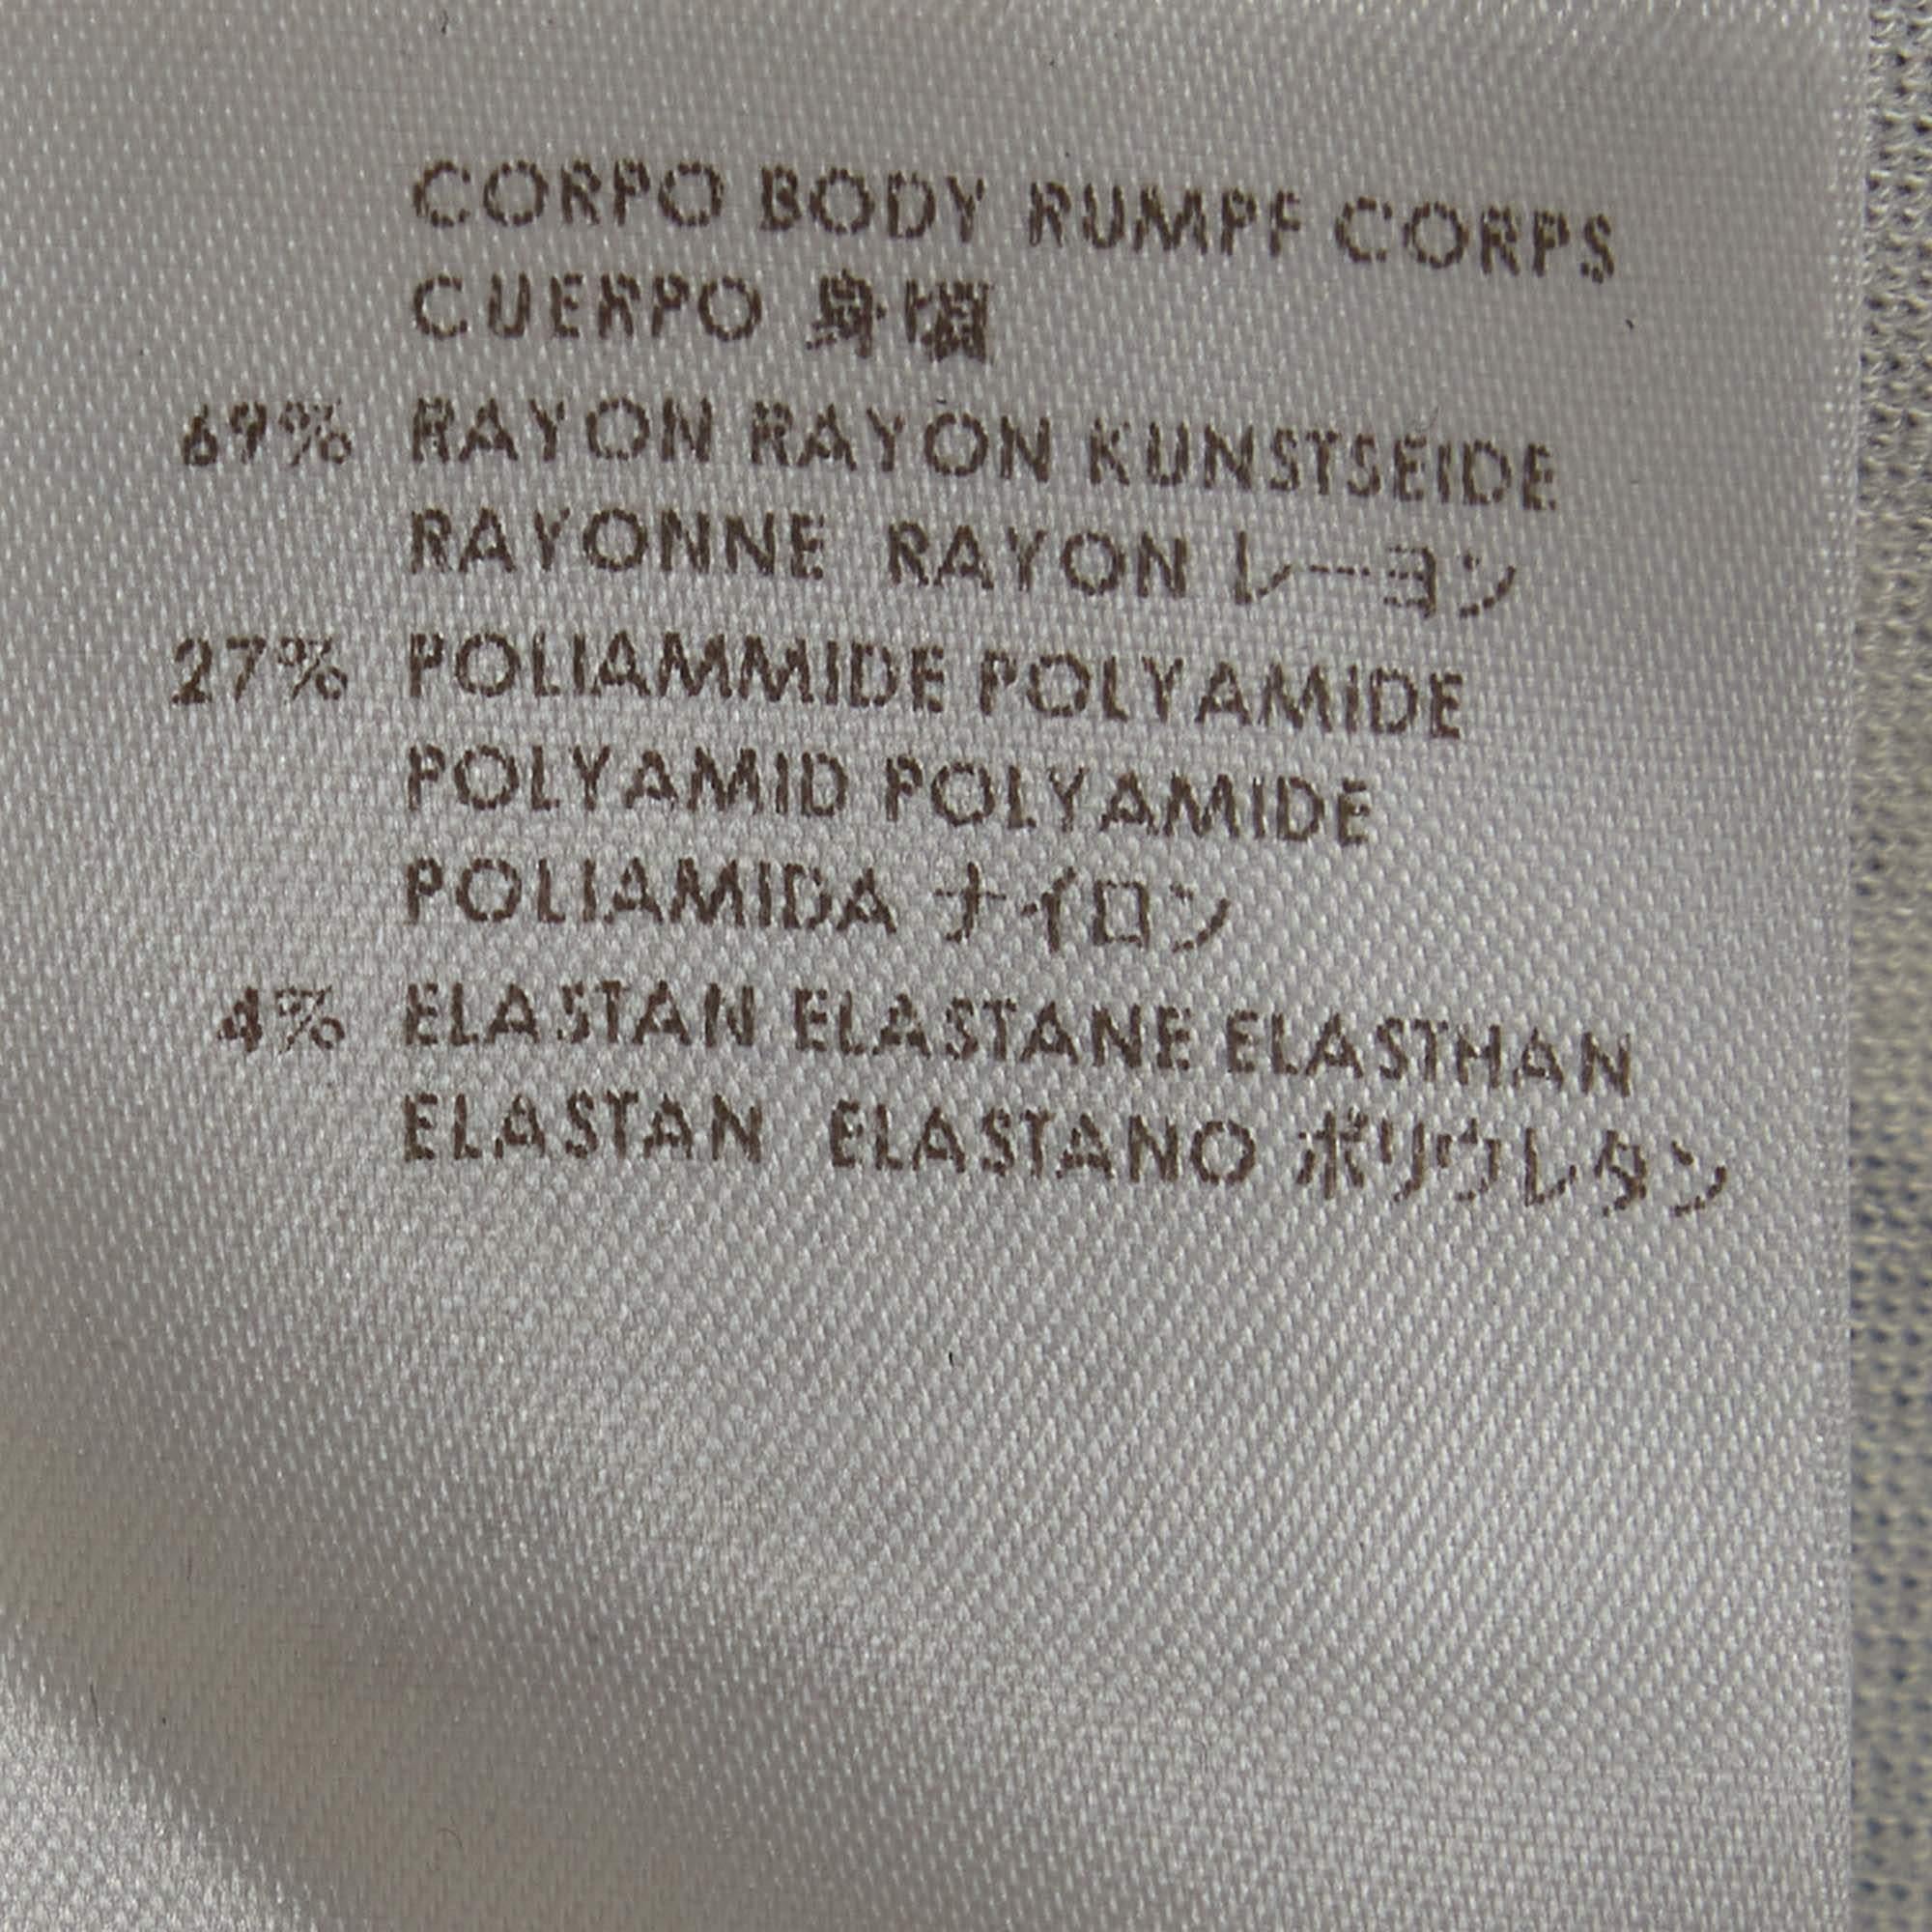 CORPO BODY RUMPF CORPS
CUERPO 身頃
69% RAYON RAYON KUNSTSEIDE
RAYONNE RAYON レーヨン
27% POLIAMMIDE POLYAMIDE
POLYAMID POLYAMIDE
POLIAMIDA ナイロン
4% ELASTAN ELASTANE ELASTHAN
ELASTAN ELASTANO ポリウレタン